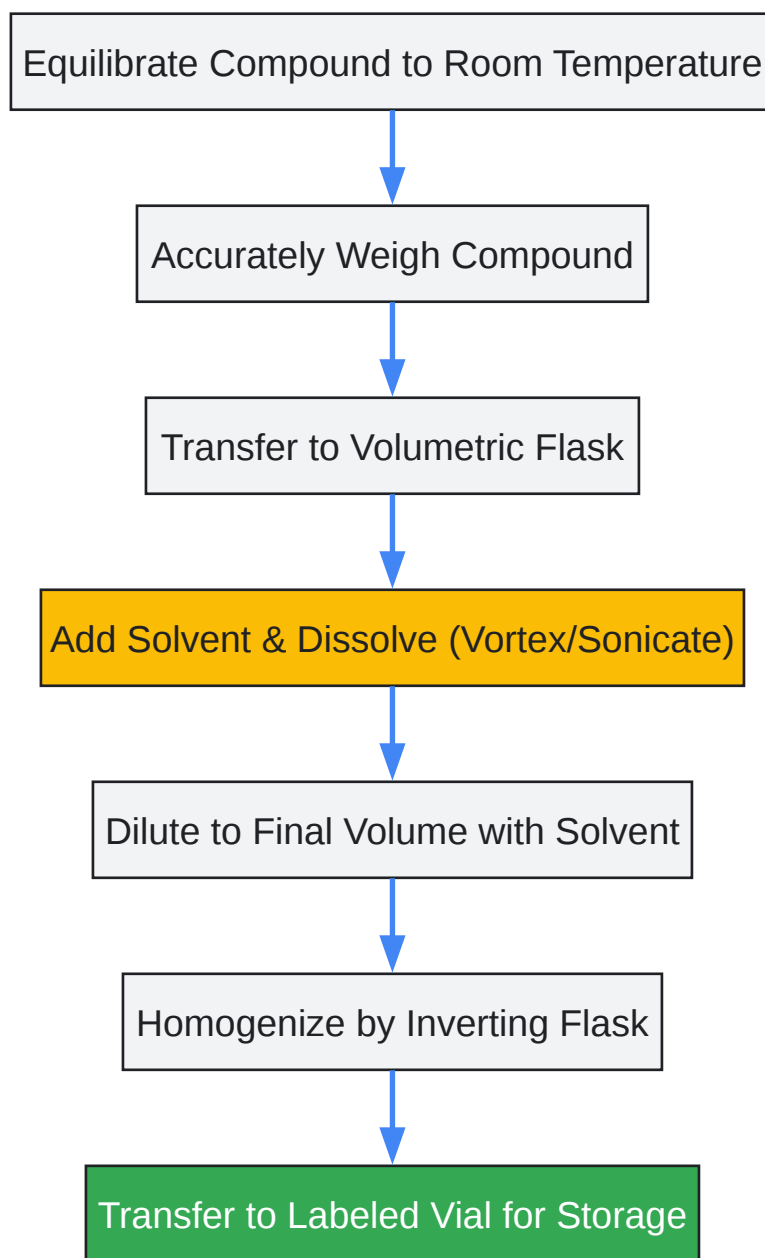 Equilibrate Compound to Room Temperature
Accurately Weigh Compound
Transfer to Volumetric Flask
Add Solvent & Dissolve (Vortex/Sonicate)
Dilute to Final Volume with Solvent
Homogenize by Inverting Flask
Transfer to Labeled Vial for Storage